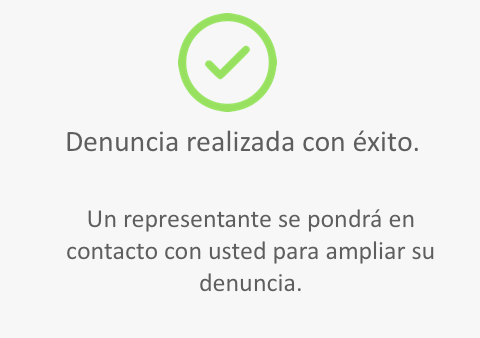 Denuncia realizada con éxito.
Un representante se pondrá en
contacto con usted para ampliar su
denuncia.